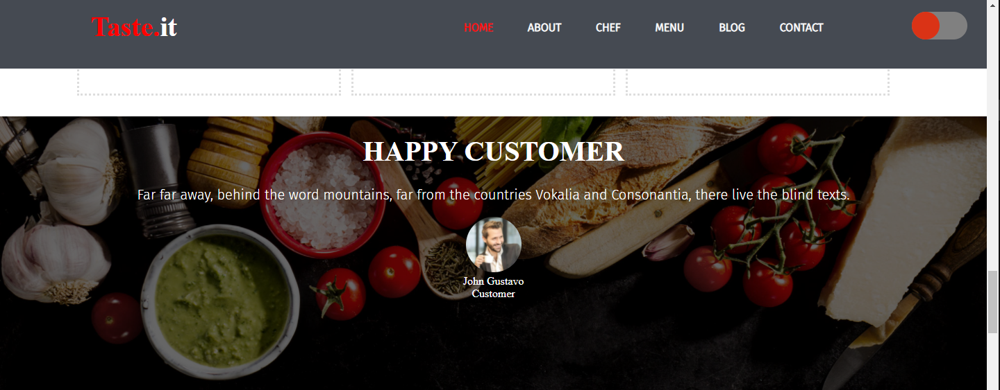 Taste.it
HOME ABOUT CHEF MENU BLOG CONTACT
HAPPY CUSTOMER
Far far away, behind the word mountains, far from the countries Vokalia and Consonantia, there live the blind texts.
John Gustavo
Customer